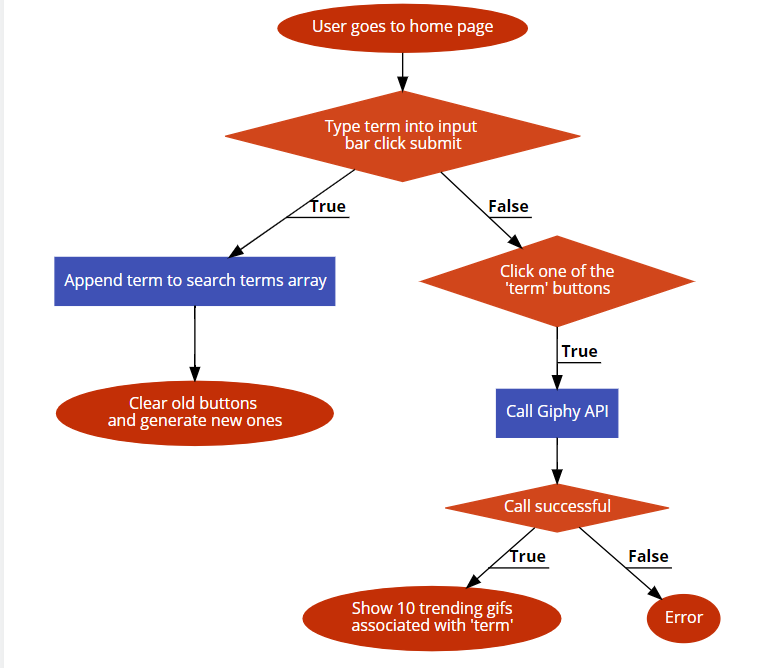 User goes to home page
Type term into input
bar click submit
True
False
Append term to search terms array
Click one of the
'term' buttons
True
Clear old buttons
and generate new ones
Call Giphy API
Call successful
True
False
Show 10 trending gifs
associated with 'term'
Error